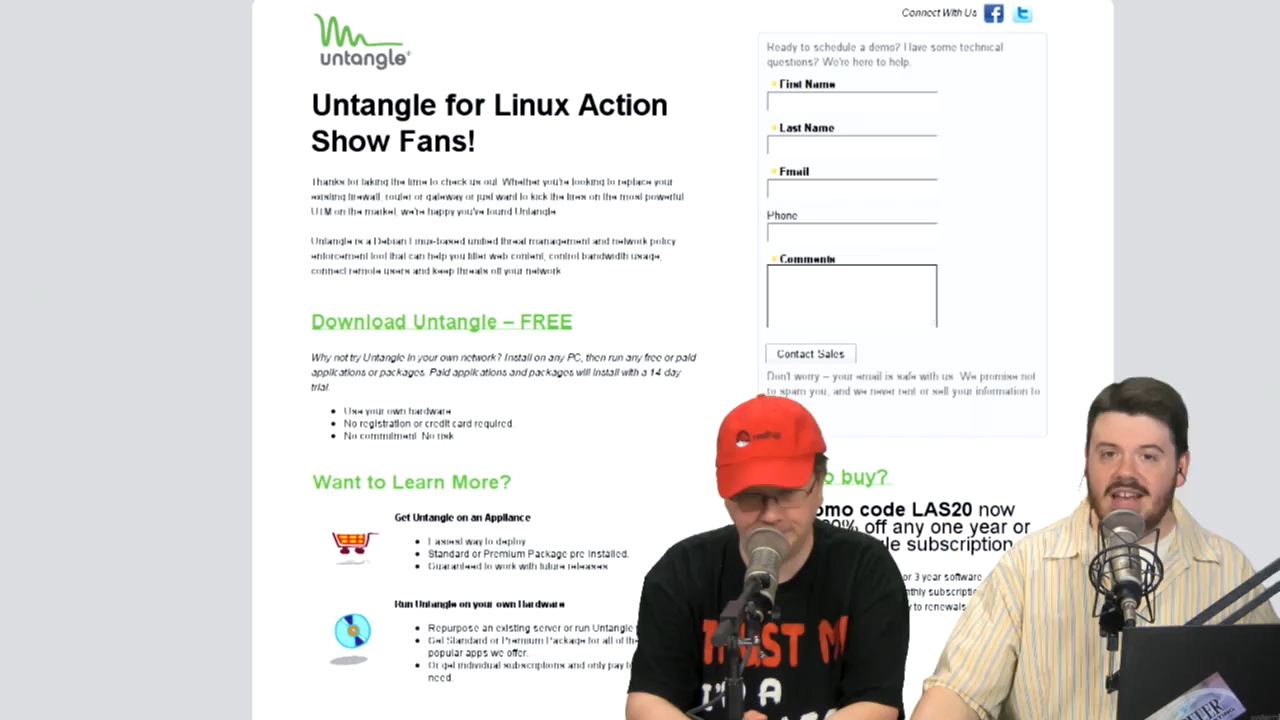 Connect With Us
untangle
Untangle for Linux Action
Show Fans!
Thanks for taking the time to check us out. Whether you're looking to replace your
existing firewall, router or gateway or just want to kick the tires on the most powerful
UTM on the market, we're happy you've found Untangle
Untangle is a Debian Linux-based unified threat management and network policy
enforcement tool that can help you filter web content, control bandwidth usage,
connect remote users and keep threats off your network
Download Untangle – FREE
Why not try Untangle in your own network? Install on any PC, then run any free or paid
applications or packages. Paid applications and packages will install with a 14 day
trial.
• Use your own hardware
• No registration or credit card required.
• No commitment. No risk
Want to Learn More?
Get Untangle on an Appliance
• Easiest way to deploy
• Standard or Premium Package pre installed.
• Guaranteed to work with future releases
Run Untangle on your own Hardware
• Repurpose an existing server or run Untangle
• Get Standard or Premium Package for all of the
popular apps we offer.
• Or get individual subscriptions and only pay
need.
Ready to schedule a demo? Have some technical
questions? We're here to help.
* First Name
* Last Name
* Email
Phone
* Comments
Contact Sales
Don't worry – your email is safe with us. We promise not
to spam you, and we never rent or sell your information to
buy?
code LAS20 now
off any one year or
subscription
or 3 year software
to renewals
TRUST M
I'M A